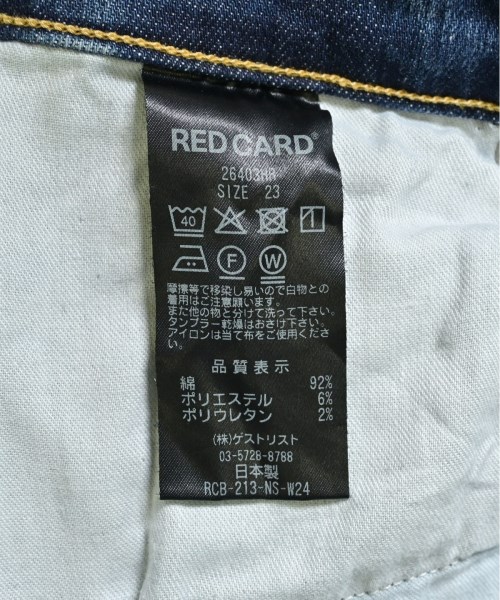 RED CARD®
26403HR
SIZE 23
40
F W
摩擦等で移染し易いので白物との
着用はご注意願います。
また他の物と分けて洗って下さい。
タンブラー乾燥はおさけ下さい。
アイロンは当て布をご使用くださ
い。
品質表示
綿 92%
ポリエステル 6%
ポリウレタン 2%
(株)ゲストリスト
03-5728-8788
日本製
RCB-213-NS-W24